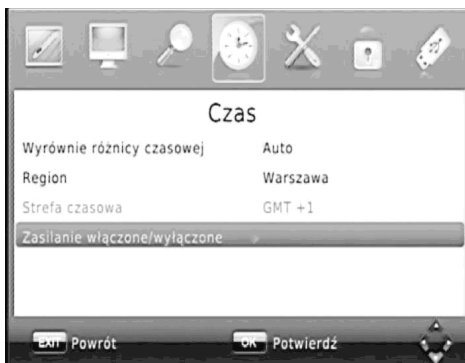 Czas
Wyrównie różnicy czasowej Auto
Region Warszawa
Strefa czasowa GMT +1
Zasilanie włączone/wyłączone
EXIT Powrót OK Potwierdź